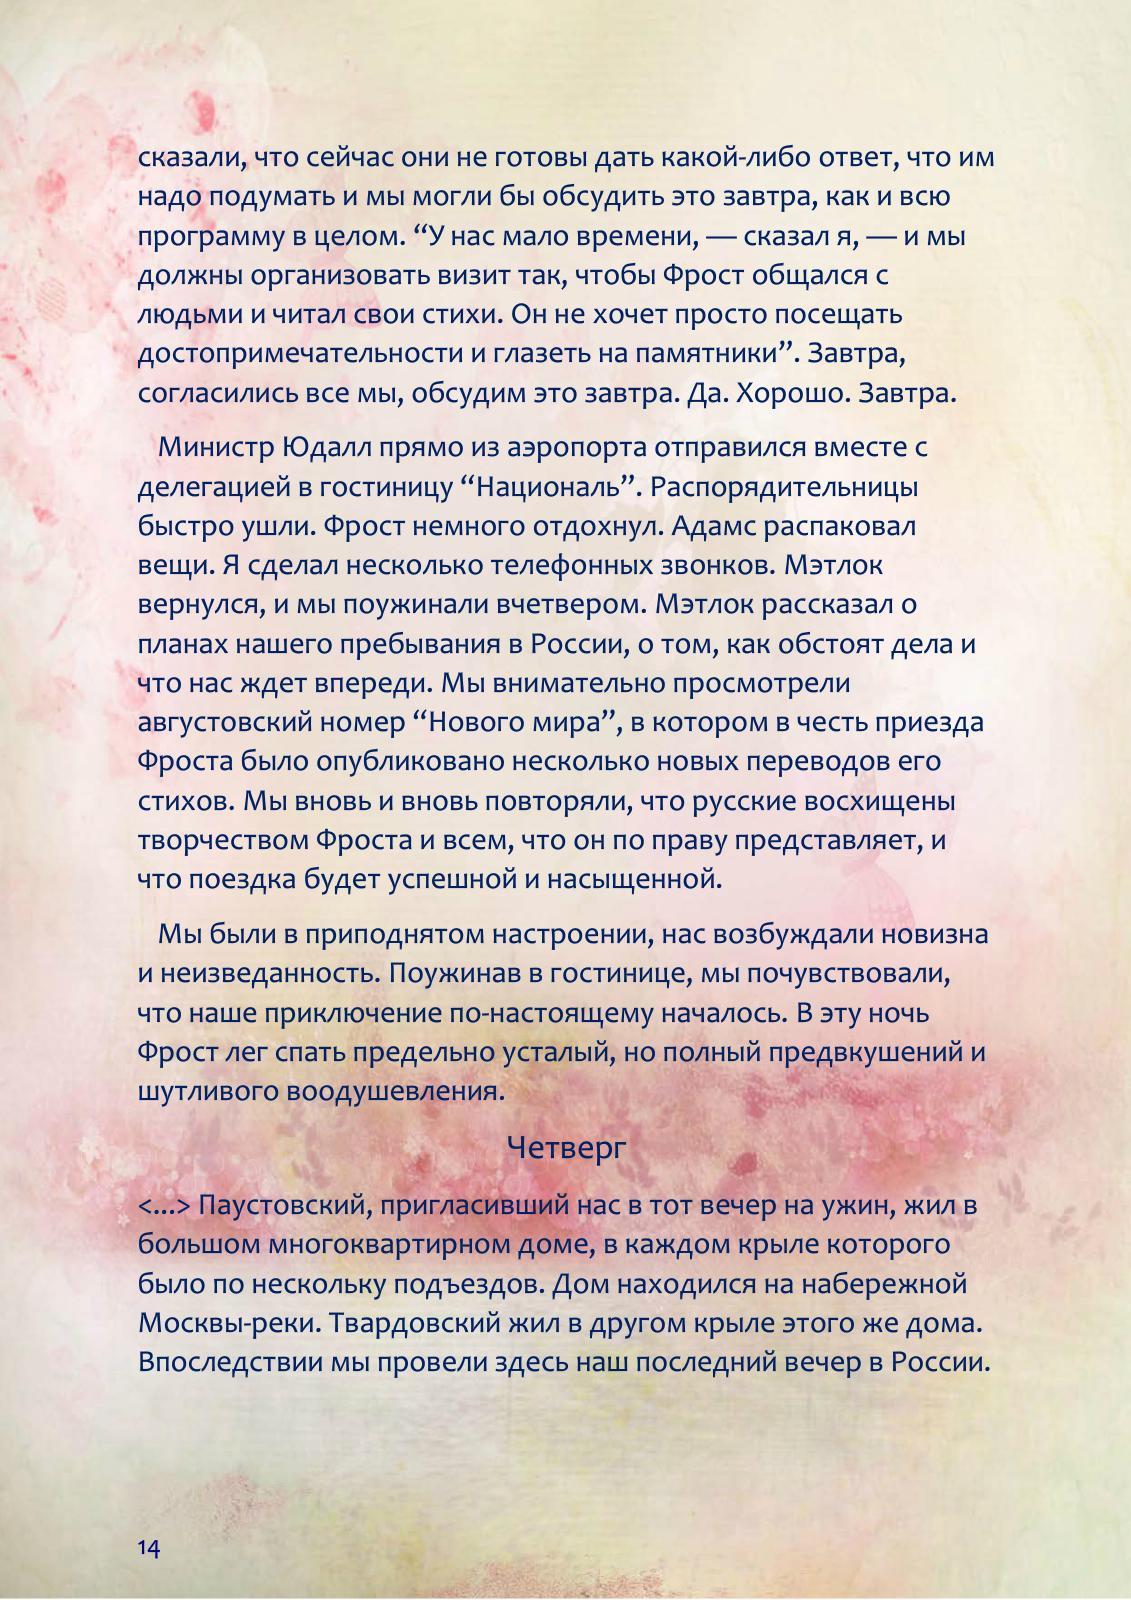 сказали, что сейчас они не готовы дать какой-либо ответ, что им
надо подумать и мы могли бы обсудить это завтра, как и всю
программу в целом. “У нас мало времени, — сказал я, — и мы
должны организовать визит так, чтобы Фрост общался с
людьми и читал свои стихи. Он не хочет просто посещать
достопримечательности и глазеть на памятники”. Завтра,
согласились все мы, обсудим это завтра. Да. Хорошо. Завтра.
Министр Юдалл прямо из аэропорта отправился вместе с
делегацией в гостиницу “Националь”. Распорядительницы
быстро ушли. Фрост немного отдохнул. Адамс распаковал
вещи. Я сделал несколько телефонных звонков. Мэтлок
вернулся, и мы поужинали вчетвером. Мэтлок рассказал о
планах нашего пребывания в России, о том, как обстоят дела и
что нас ждет впереди. Мы внимательно просмотрели
августовский номер “Нового мира”, в котором в честь приезда
Фроста было опубликовано несколько новых переводов его
стихов. Мы вновь и вновь повторяли, что русские восхищены
творчеством Фроста и всем, что он по праву представляет, и
что поездка будет успешной и насыщенной.
Мы были в приподнятом настроении, нас возбуждали новизна
и неизведанность. Поужинав в гостинице, мы почувствовали,
что наше приключение по-настоящему началось. В эту ночь
Фрост лег спать предельно усталый, но полный предвкушений и
шутливого воодушевления.
Четверг
<...> Паустовский, пригласивший нас в тот вечер на ужин, жил в
большом многоквартирном доме, в каждом крыле которого
было по нескольку подъездов. Дом находился на набережной
Москвы-реки. Твардовский жил в другом крыле этого же дома.
Впоследствии мы провели здесь наш последний вечер в России.
14